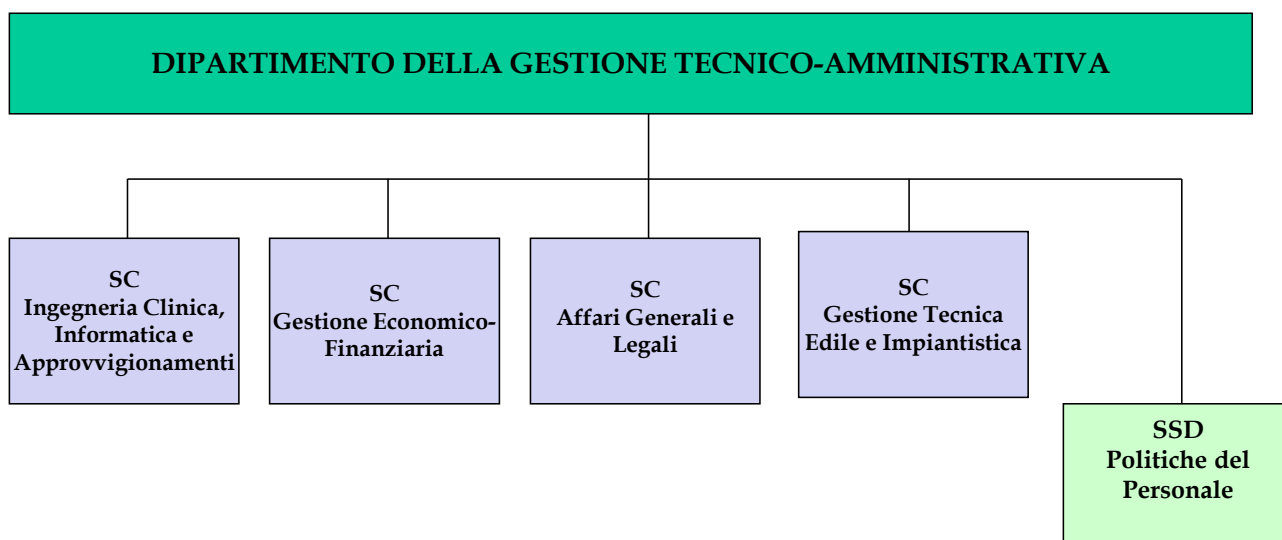 DIPARTIMENTO DELLA GESTIONE TECNICO-AMMINISTRATIVA
SC
Ingegneria Clinica,
Informatica e
Approvvigionamenti
SC
Gestione Economico-
Finanziaria
SC
Affari Generali e
Legali
SC
Gestione Tecnica
Edile e Impiantistica
SSD
Politiche del
Personale